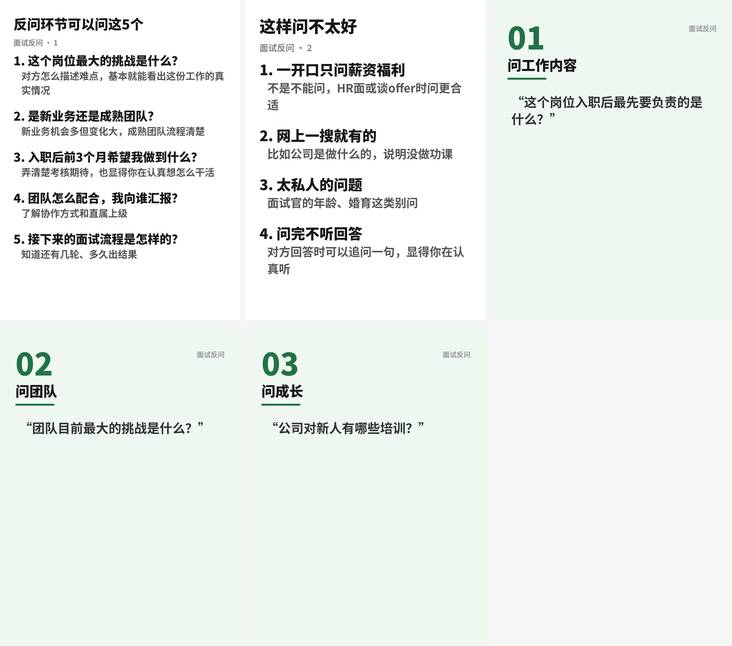 反问环节可以问这5个
面试反问 · 1
1. 这个岗位最大的挑战是什么?
对方怎么描述难点，基本就能看出这份工作的真
实情况
2. 是新业务还是成熟团队?
新业务机会多但变化大，成熟团队流程清楚
3. 入职后前3个月希望我做到什么?
弄清楚考核期待，也显得你在认真想怎么干活
4. 团队怎么配合，我向谁汇报?
了解协作方式和直属上级
5. 接下来的面试流程是怎样的?
知道还有几轮、多久出结果
这样问不太好
面试反问 · 2
1. 一开口只问薪资福利
不是不能问，HR面或谈offer时问更合
适
2. 网上一搜就有的
比如公司是做什么的，说明没做功课
3. 太私人的问题
面试官的年龄、婚育这类别问
4. 问完不听回答
对方回答时可以追问一句，显得你在认
真听
01
面试反问
问工作内容
“这个岗位入职后最先要负责的是
什么？”
02
面试反问
问团队
“团队目前最大的挑战是什么？”
03
面试反问
问成长
“公司对新人有哪些培训？”